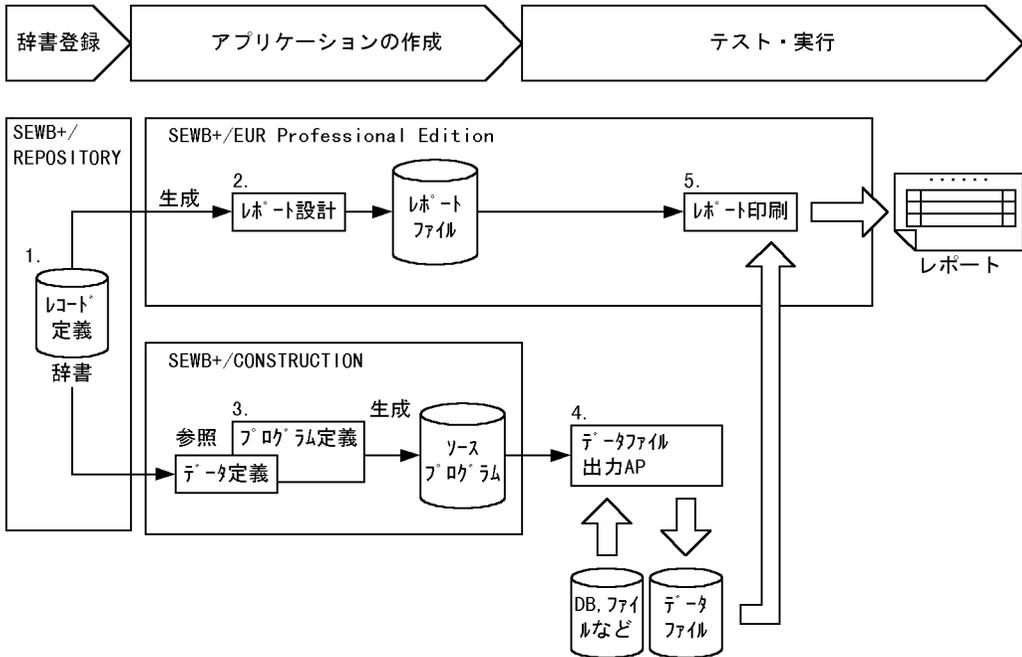 辞書登録
アプリケーションの作成
テスト・実行
SEWB+/
REPOSITORY
SEWB+/EUR Professional Edition
生成
2.
ﾚﾎﾟｰﾄ設計
ﾚﾎﾟｰﾄ
ﾌｧｲﾙ
5.
ﾚﾎﾟｰﾄ印刷
......
レポート
1.
ﾚｺｰﾄﾞ
定義
辞書
SEWB+/CONSTRUCTION
3.
ﾌﾟﾛｸﾞﾗﾑ定義
参照
ﾃﾞｰﾀ定義
生成
ｿｰｽ
ﾌﾟﾛｸﾞﾗﾑ
4.
ﾃﾞｰﾀﾌｧｲﾙ
出力AP
DB,ﾌｧｲ
ﾙなど
ﾃﾞｰﾀ
ﾌｧｲﾙ